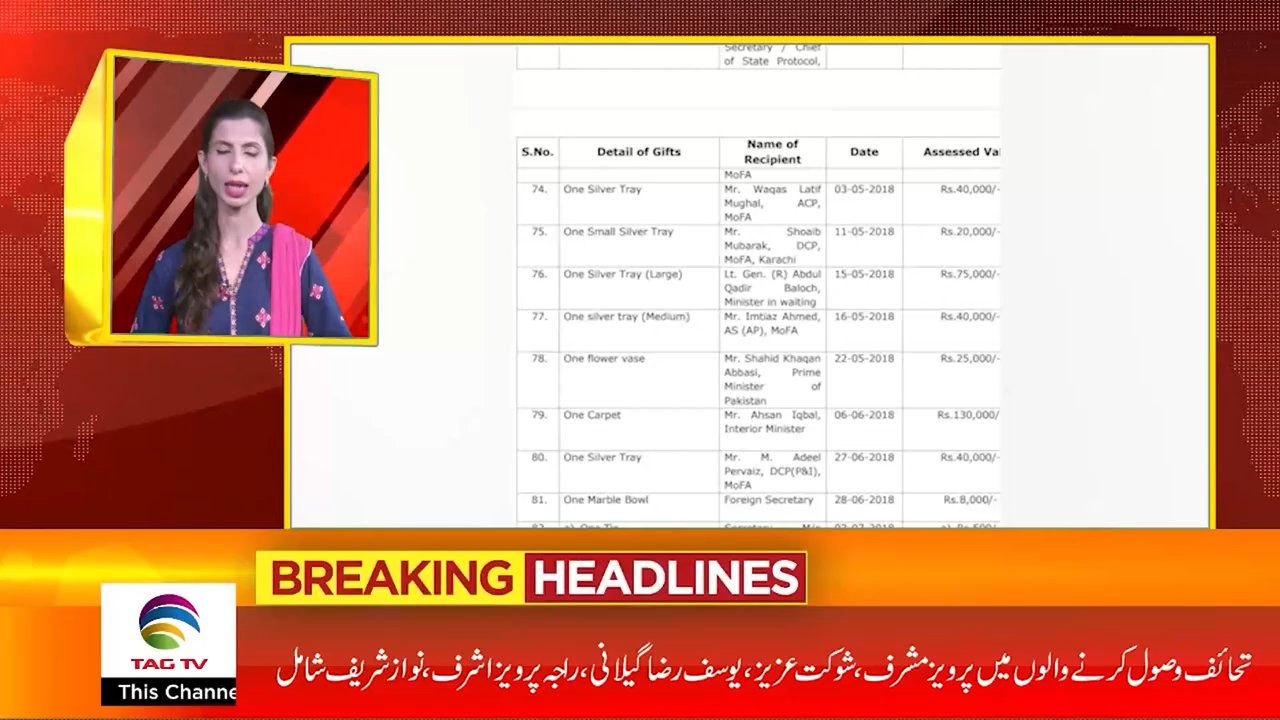 Secretary / Chief
of State Protocol,
S.No. Detail of Gifts Name of Recipient Date Assessed Val
MoFA
74. One Silver Tray Mr. Waqas Latif 03-05-2018 Rs.40,000/-
Mughal, ACP,
MoFA
75. One Small Silver Tray Mr. Shoaib 11-05-2018 Rs.20,000/-
Mubarak, DCP,
MoFA, Karachi
76. One Silver Tray (Large) Lt. Gen. (R) Abdul 15-05-2018 Rs.75,000/-
Qadir Baloch,
Minister in waiting
77. One silver tray (Medium) Mr. Imtiaz Ahmed, 16-05-2018 Rs.40,000/-
AS (AP), MoFA
78. One flower vase Mr. Shahid Khaqan 22-05-2018 Rs.25,000/-
Abbasi, Prime
Minister of
Pakistan
79. One Carpet Mr. Ahsan Iqbal, 06-06-2018 Rs.130,000/
Interior Minister
80. One Silver Tray Mr. M. Adeel 27-06-2018 Rs.40,000/-
Pervaiz, DCP(P&I),
MoFA
81. One Marble Bowl Foreign Secretary 28-06-2018 Rs.8,000/-
BREAKING HEADLINES
TAG TV
This Channe
تحائف وصول کرنے والوں میں پرویز مشرف، شوکت عزیز، یوسف رضا گیلانی، راجہ پرویز اشرف، نواز شریف شامل